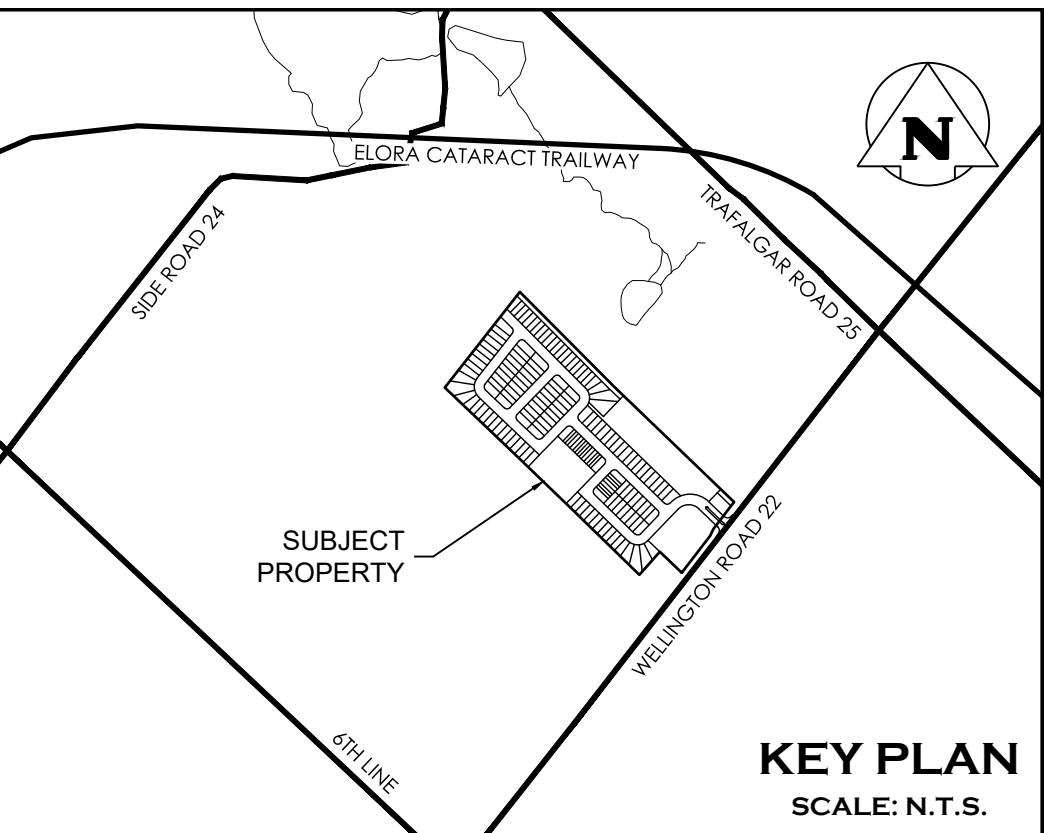 N
ELORA CATARACT TRAILWAY
TRAFALGAR ROAD 25
SIDE ROAD 24
SUBJECT
PROPERTY
WELLINGTON ROAD 22
6TH LINE
KEY PLAN
SCALE: N.T.S.